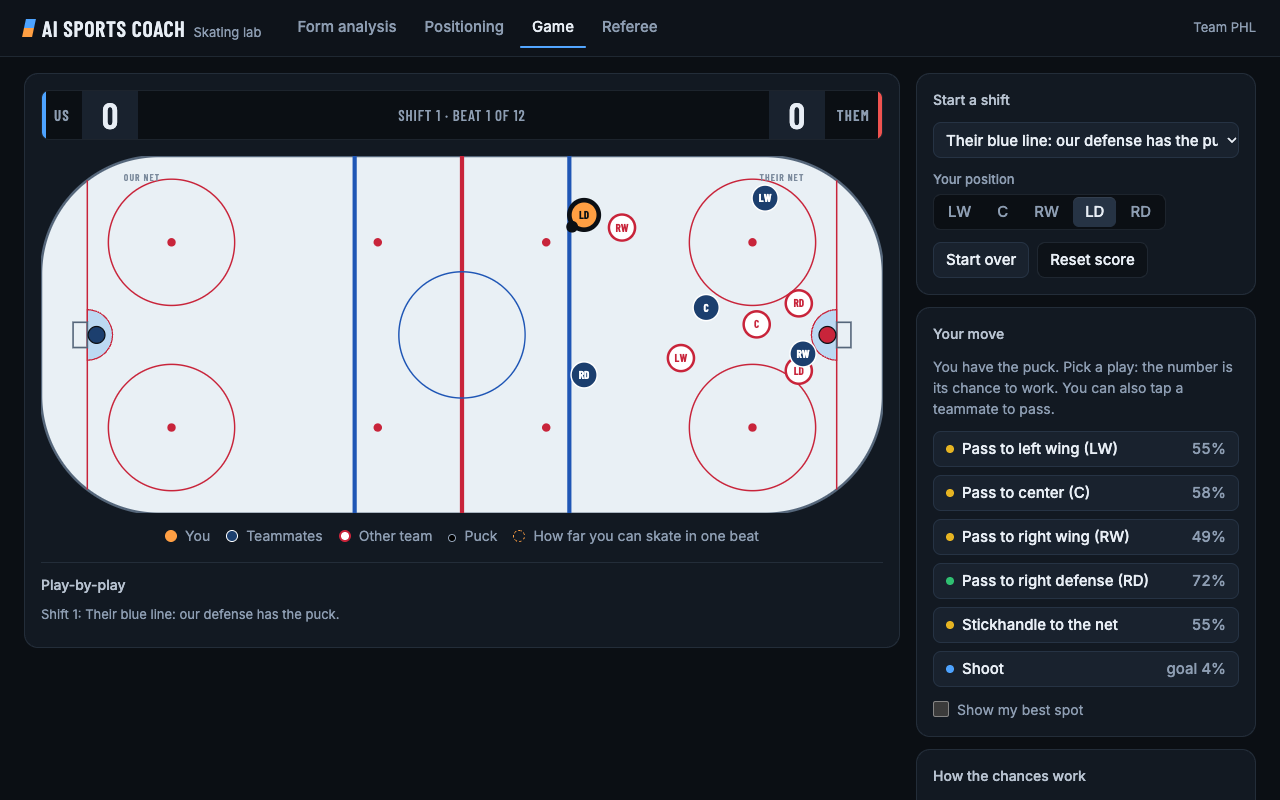 AI SPORTS COACH Skating lab
Form analysis
Positioning
Game
Referee
Team PHL
US
0
SHIFT 1 · BEAT 1 OF 12
0
THEM
OUR NET
THEIR NET
LW
LD
RW
RD
C
C
RW
LW
LD
RD
You
Teammates
Other team
Puck
How far you can skate in one beat
Play-by-play
Shift 1: Their blue line: our defense has the puck.
Start a shift
Their blue line: our defense has the pu
Your position
LW
C
RW
LD
RD
Start over
Reset score
Your move
You have the puck. Pick a play: the number is
its chance to work. You can also tap a
teammate to pass.
Pass to left wing (LW) 55%
Pass to center (C) 58%
Pass to right wing (RW) 49%
Pass to right defense (RD) 72%
Stickhandle to the net 55%
Shoot goal 4%
Show my best spot
How the chances work